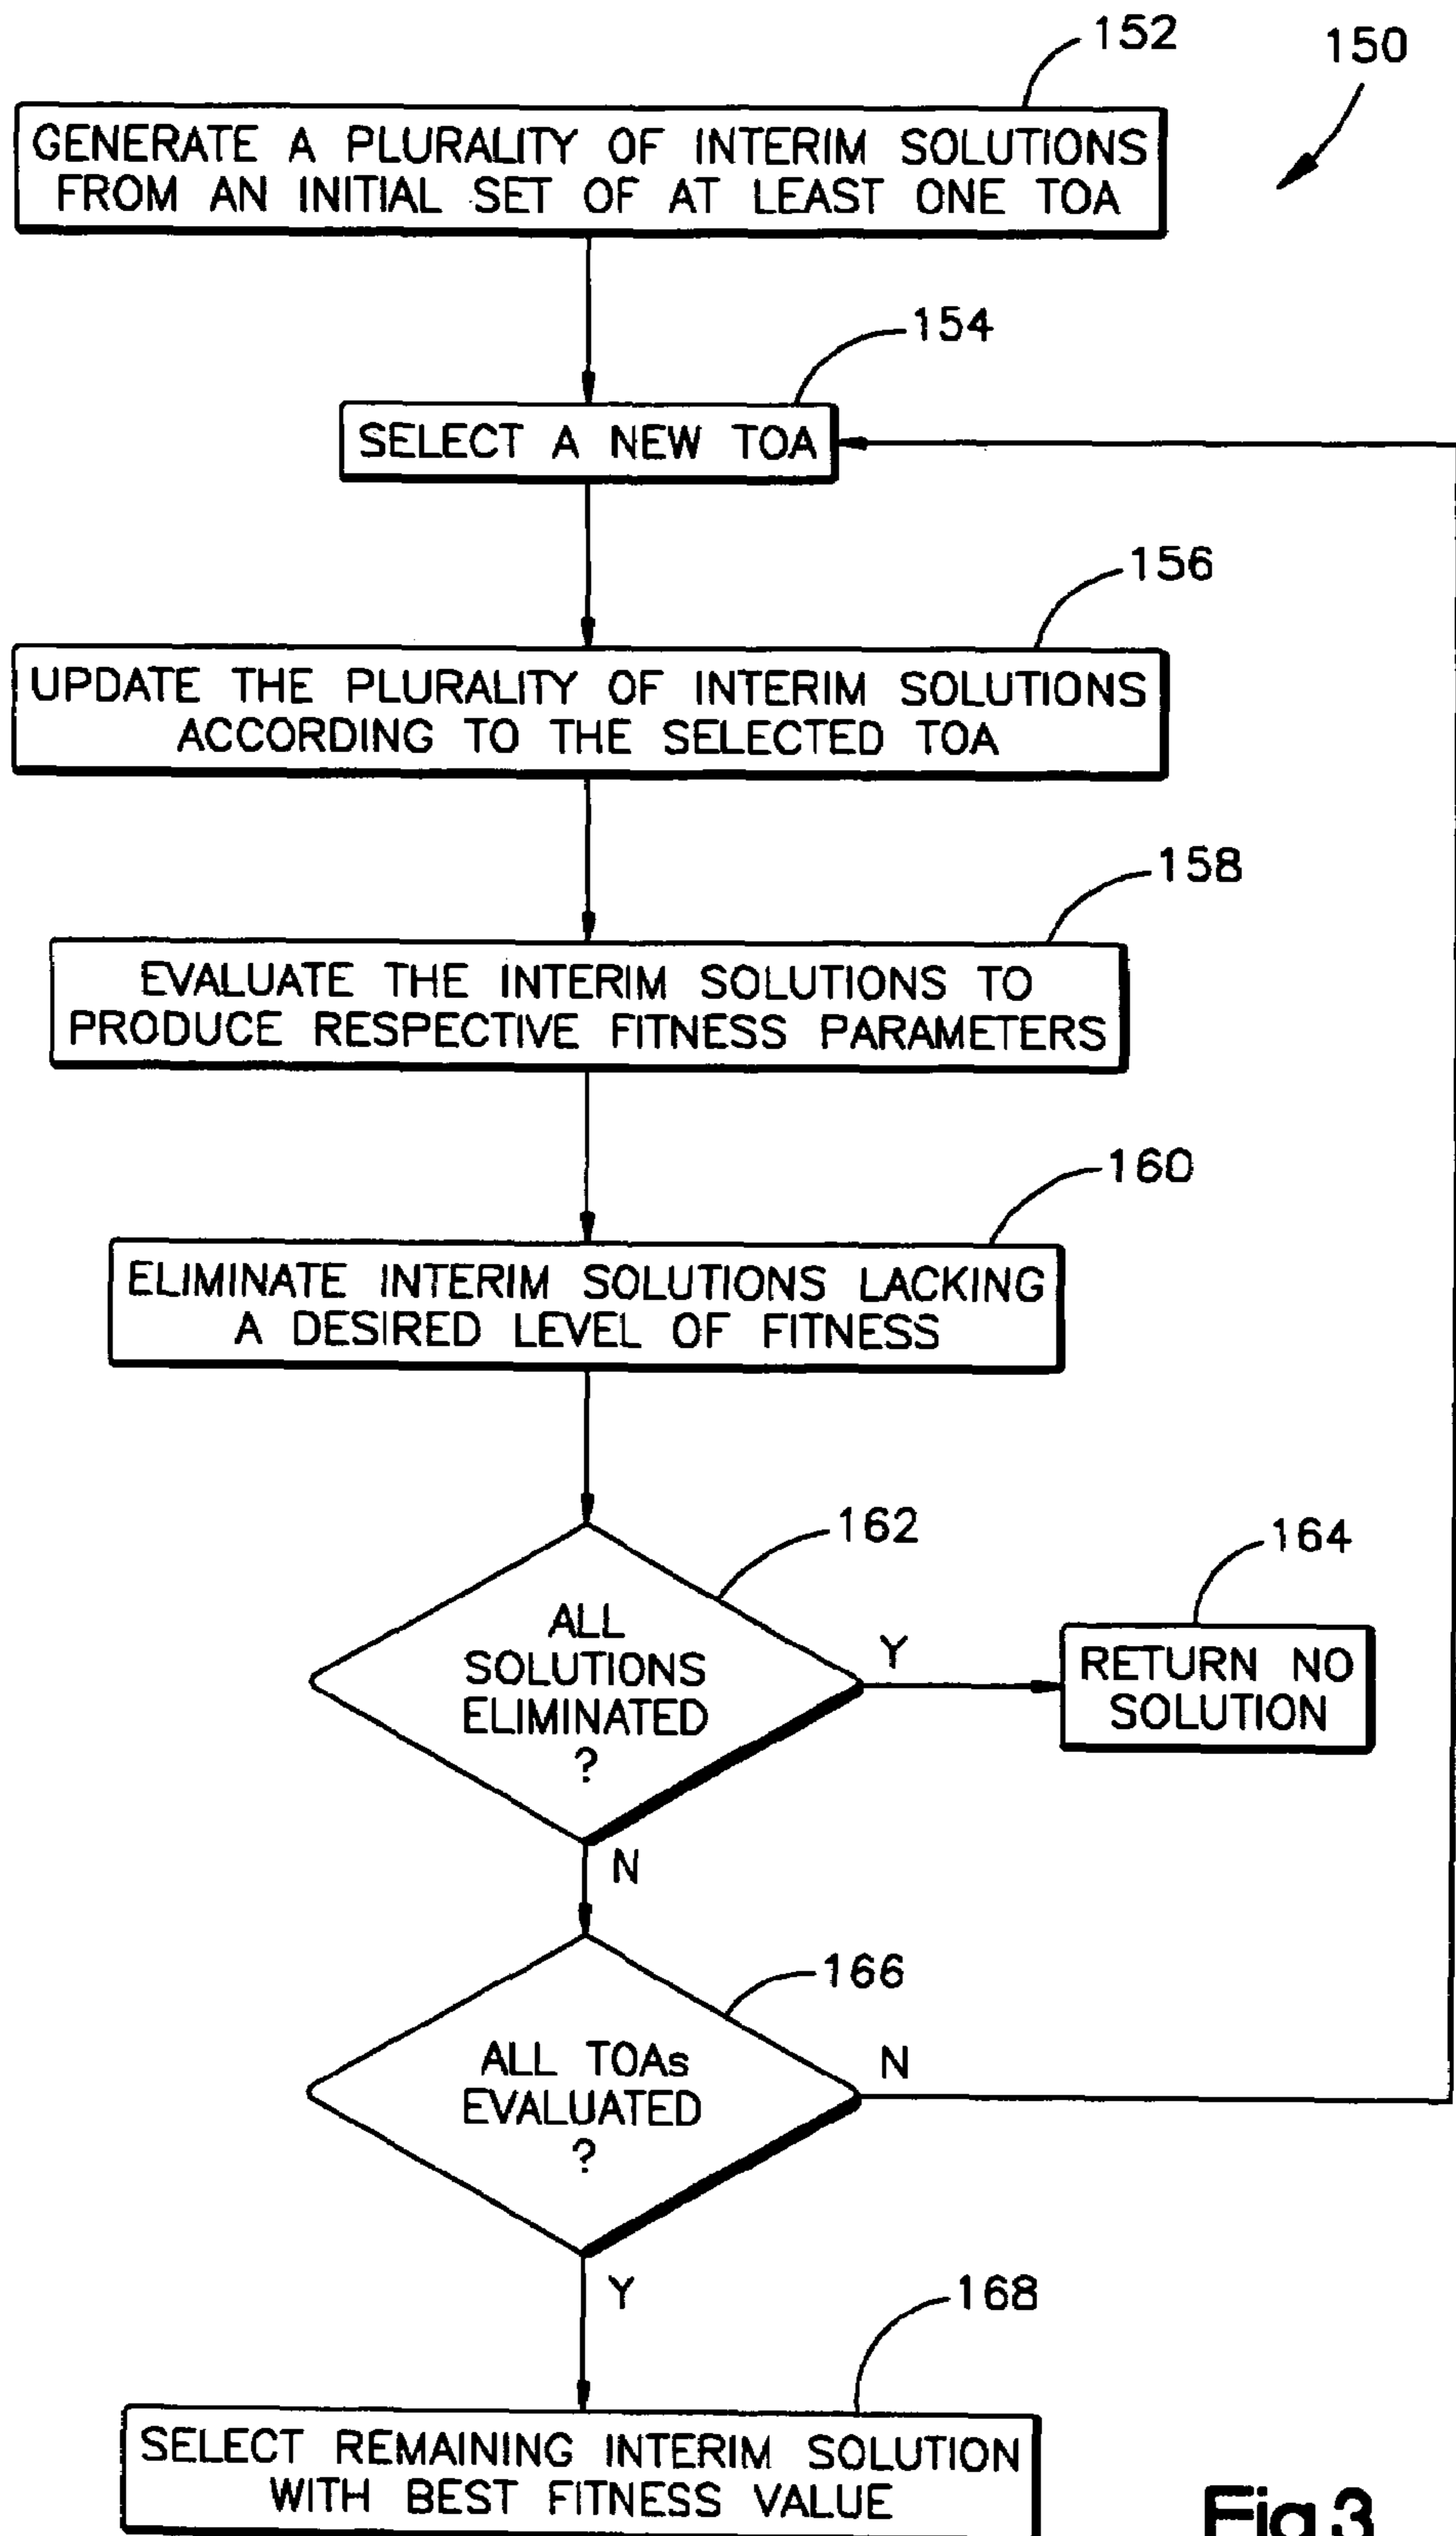 152
150
GENERATE A PLURALITY OF INTERIM SOLUTIONS
FROM AN INITIAL SET OF AT LEAST ONE TOA
154
SELECT A NEW TOA
156
UPDATE THE PLURALITY OF INTERIM SOLUTIONS
ACCORDING TO THE SELECTED TOA
158
EVALUATE THE INTERIM SOLUTIONS TO
PRODUCE RESPECTIVE FITNESS PARAMETERS
160
ELIMINATE INTERIM SOLUTIONS LACKING
A DESIRED LEVEL OF FITNESS
162
ALL
SOLUTIONS
ELIMINATED
?
Y
164
RETURN NO
SOLUTION
N
166
ALL TOAs
EVALUATED
?
N
Y
168
SELECT REMAINING INTERIM SOLUTION
WITH BEST FITNESS VALUE
Fig.3